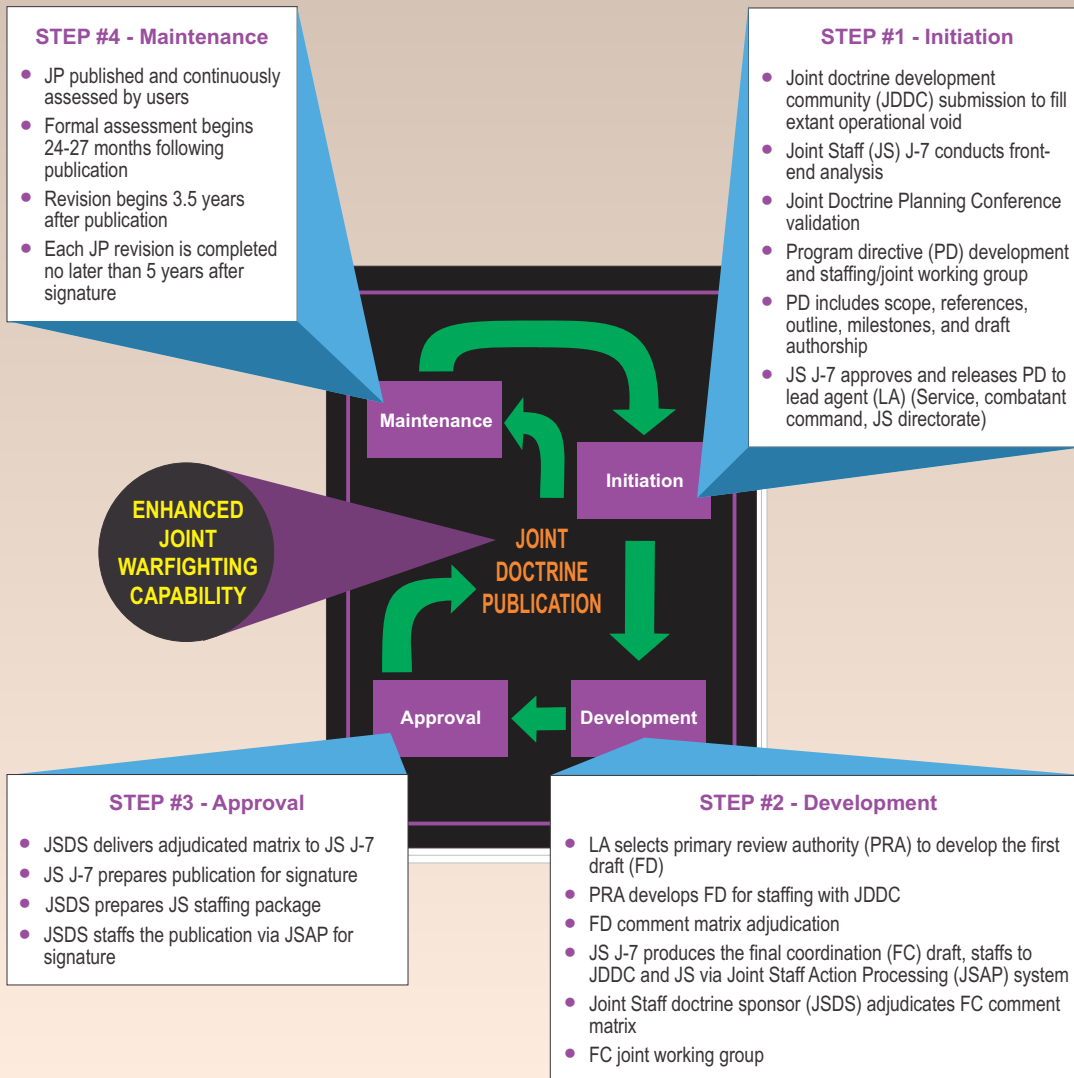 STEP #4 - Maintenance
• JP published and continuously
assessed by users
• Formal assessment begins
24-27 months following
publication
• Revision begins 3.5 years
after publication
• Each JP revision is completed
no later than 5 years after
signature
STEP #1 - Initiation
• Joint doctrine development
community (JDDC) submission to fill
extant operational void
• Joint Staff (JS) J-7 conducts front-
end analysis
• Joint Doctrine Planning Conference
validation
• Program directive (PD) development
and staffing/joint working group
• PD includes scope, references,
outline, milestones, and draft
authorship
• JS J-7 approves and releases PD to
lead agent (LA) (Service, combatant
command, JS directorate)
Maintenance
Initiation
ENHANCED
JOINT
WARFIGHTING
CAPABILITY
JOINT
DOCTRINE
PUBLICATION
Approval
Development
STEP #3 - Approval
• JSDS delivers adjudicated matrix to JS J-7
• JS J-7 prepares publication for signature
• JSDS prepares JS staffing package
• JSDS staffs the publication via JSAP for
signature
STEP #2 - Development
• LA selects primary review authority (PRA) to develop the first
draft (FD)
• PRA develops FD for staffing with JDDC
• FD comment matrix adjudication
• JS J-7 produces the final coordination (FC) draft, staffs to
JDDC and JS via Joint Staff Action Processing (JSAP) system
• Joint Staff doctrine sponsor (JSDS) adjudicates FC comment
matrix
• FC joint working group